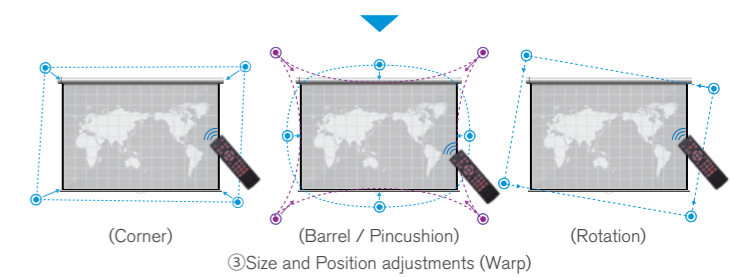 (Corner) (Barrel / Pincushion) (Rotation)
③Size and Position adjustments (Warp)